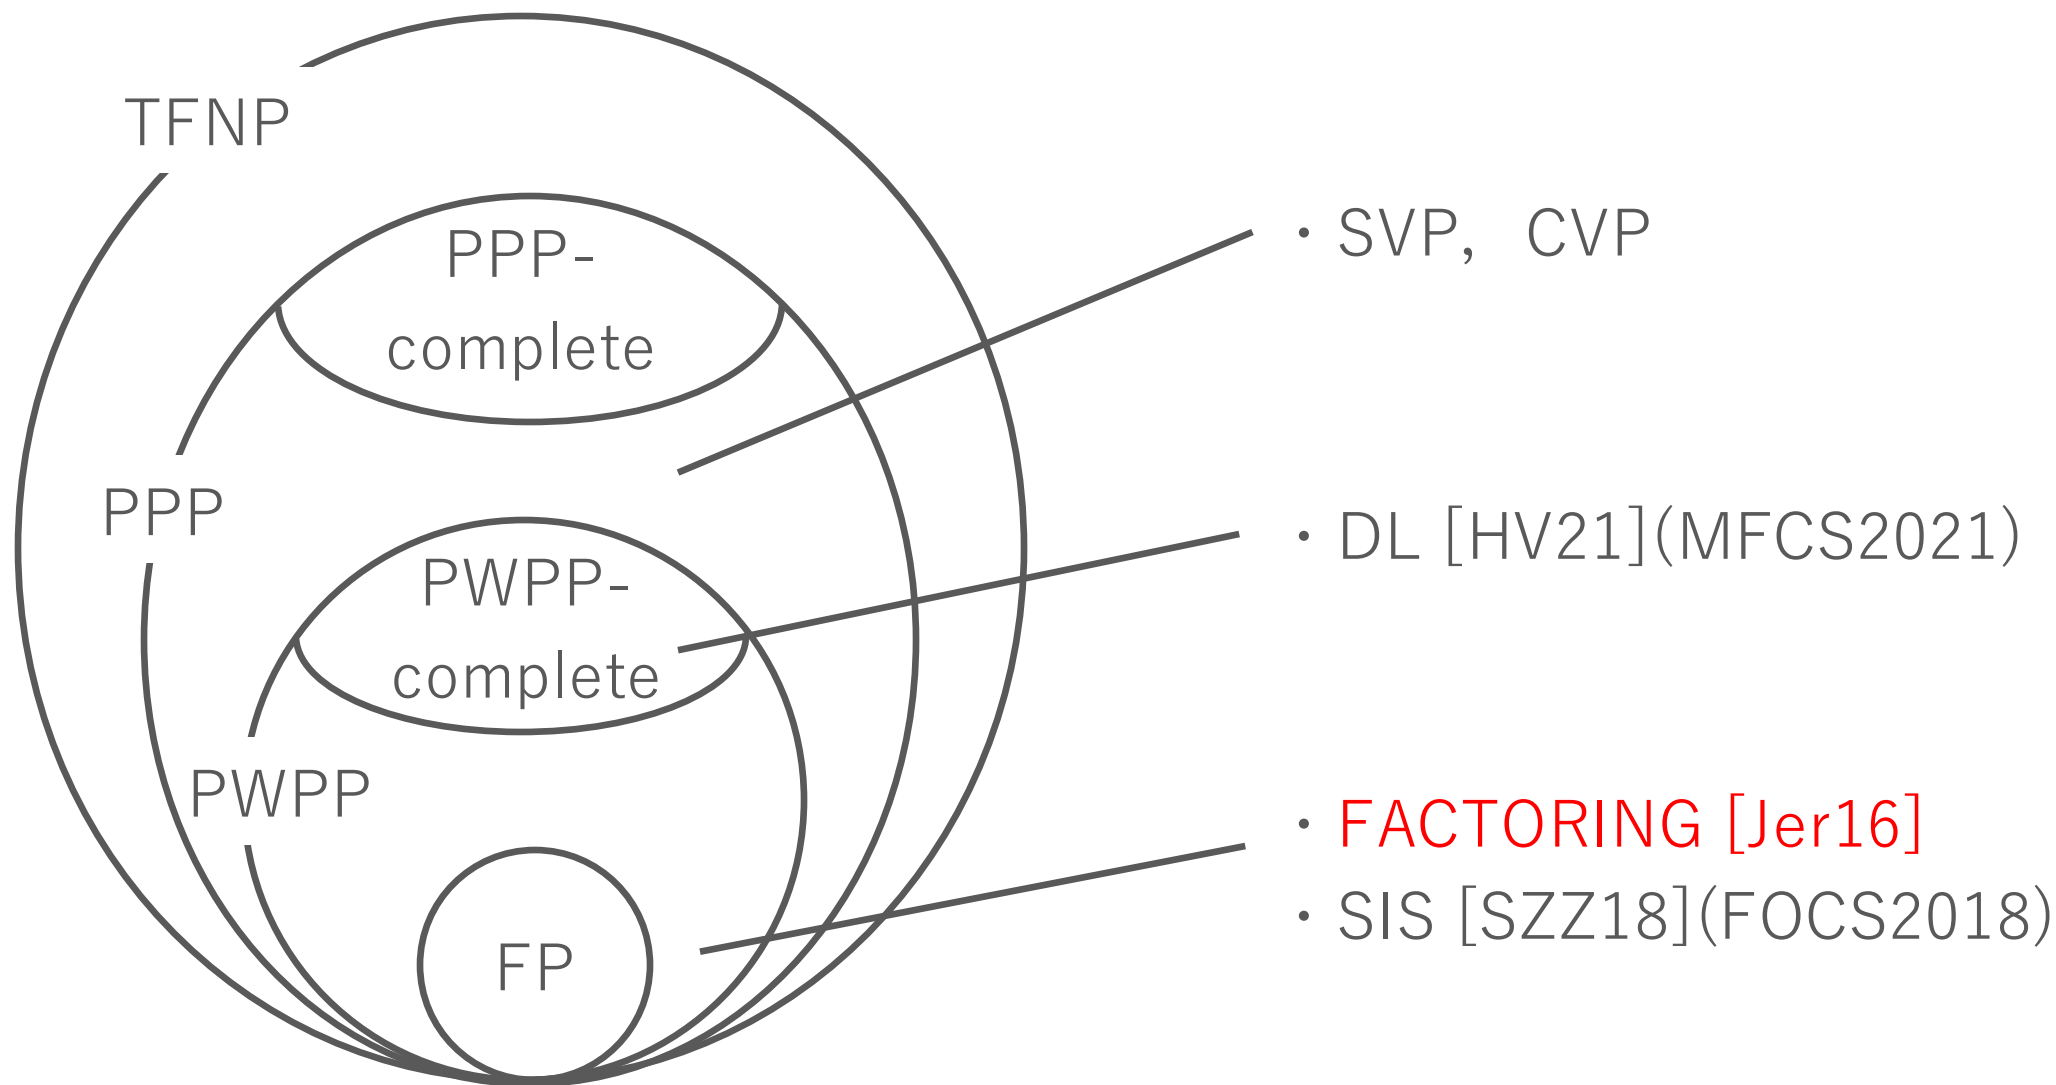 TFNP
PPP-
complete
PPP
PWPP-
complete
PWPP
FP
・SVP，CVP
・DL [HV21](MFCS2021)
・FACTORING [Jer16]
・SIS [SZZ18](FOCS2018)